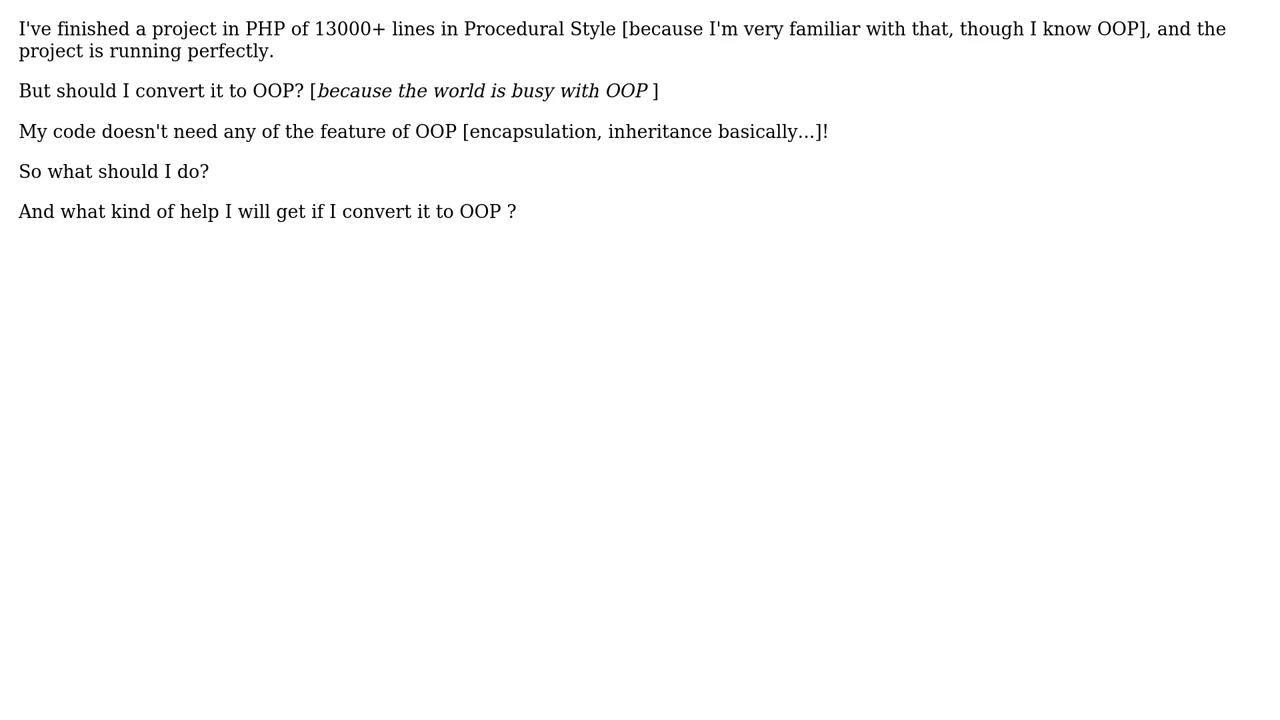 I've finished a project in PHP of 13000+ lines in Procedural Style [because I'm very familiar with that, though I know OOP], and the
project is running perfectly.
But should I convert it to OOP? [because the world is busy with OOP ]
My code doesn't need any of the feature of OOP [encapsulation, inheritance basically...]!
So what should I do?
And what kind of help I will get if I convert it to OOP ?